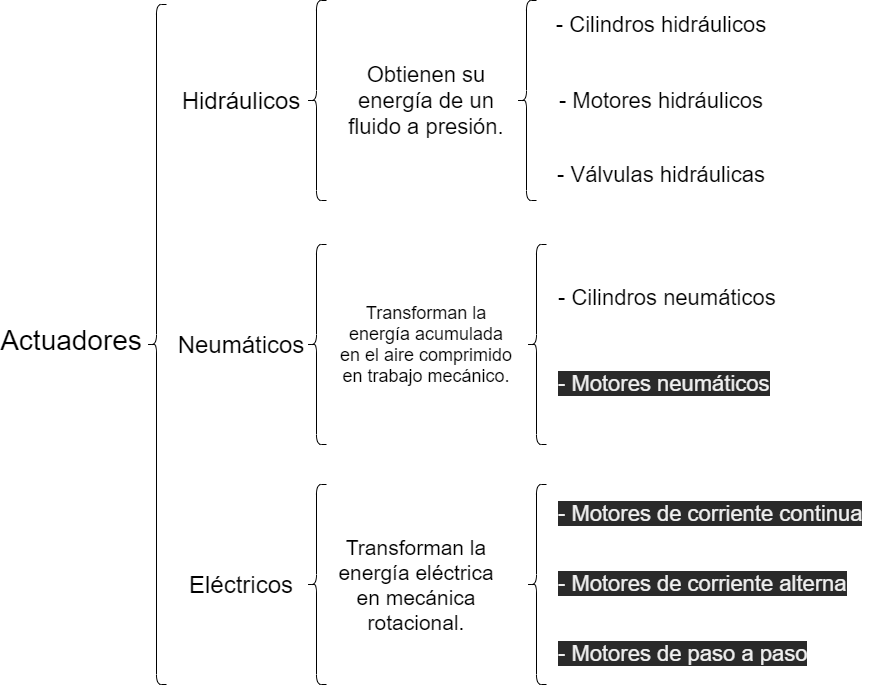 Actuadores
Hidráulicos
Obtienen su
energía de un
fluido a presión.
- Cilindros hidráulicos
- Motores hidráulicos
- Válvulas hidráulicas
Neumáticos
Transforman la
energía acumulada
en el aire comprimido
en trabajo mecánico.
- Cilindros neumáticos
- Motores neumáticos
Eléctricos
Transforman la
energía eléctrica
en mecánica
rotacional.
- Motores de corriente continua
- Motores de corriente alterna
- Motores de paso a paso